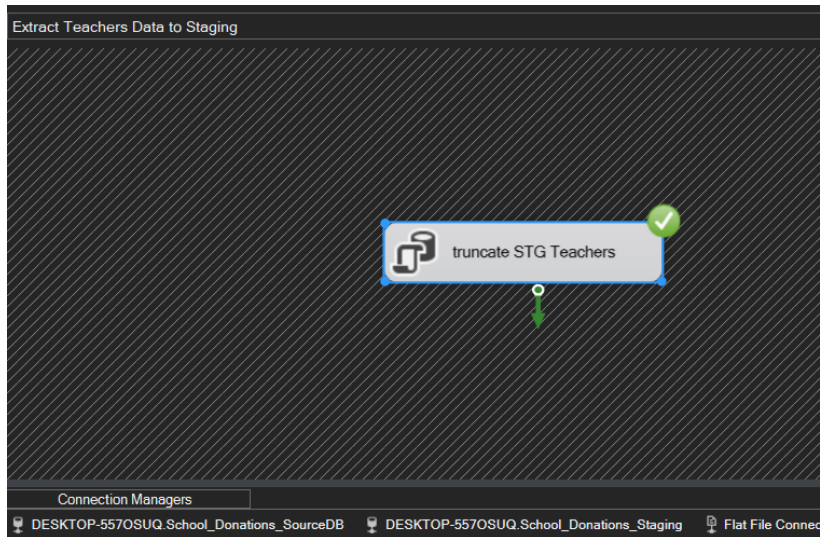 Extract Teachers Data to Staging
truncate STG Teachers
Connection Managers
DESKTOP-557OSUQ.School_Donations_SourceDB DESKTOP-557OSUQ.School_Donations_Staging Flat File Connec